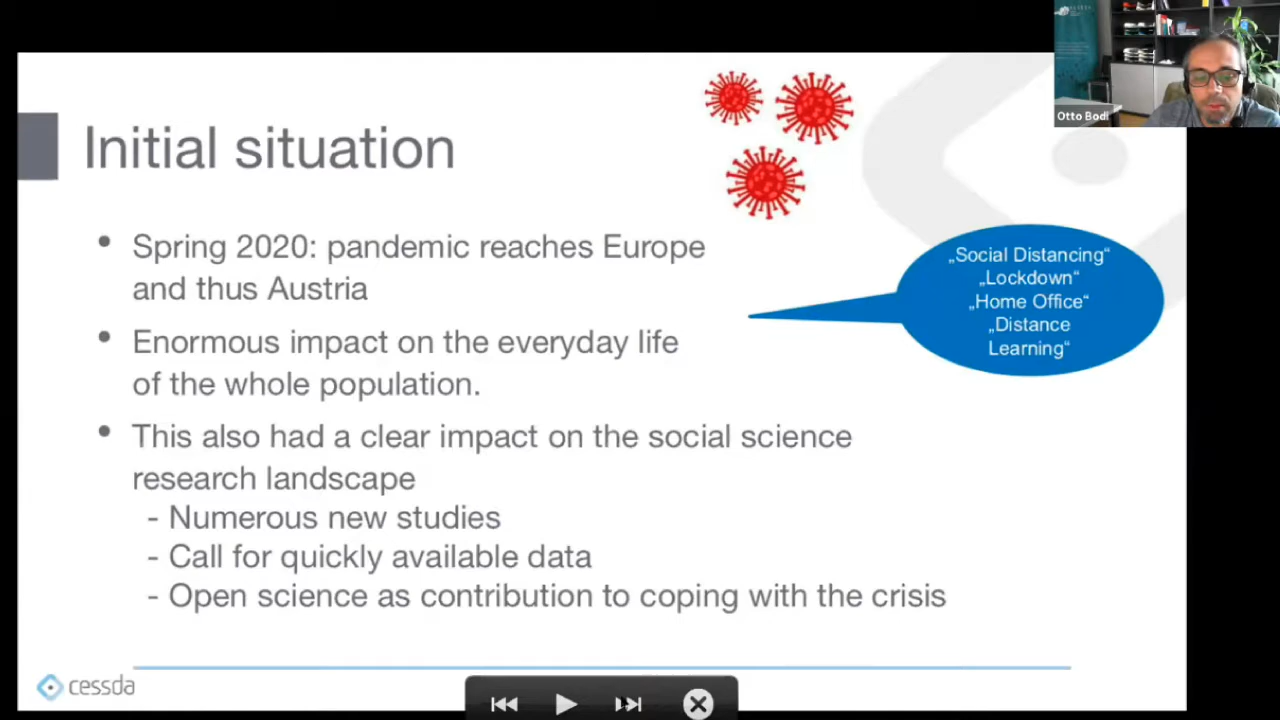 Initial situation
• Spring 2020: pandemic reaches Europe
and thus Austria
• Enormous impact on the everyday life
of the whole population.
• This also had a clear impact on the social science
research landscape
- Numerous new studies
- Call for quickly available data
- Open science as contribution to coping with the crisis
„Social Distancing“
„Lockdown“
„Home Office“
„Distance
Learning“
Otto Bodi
cessda